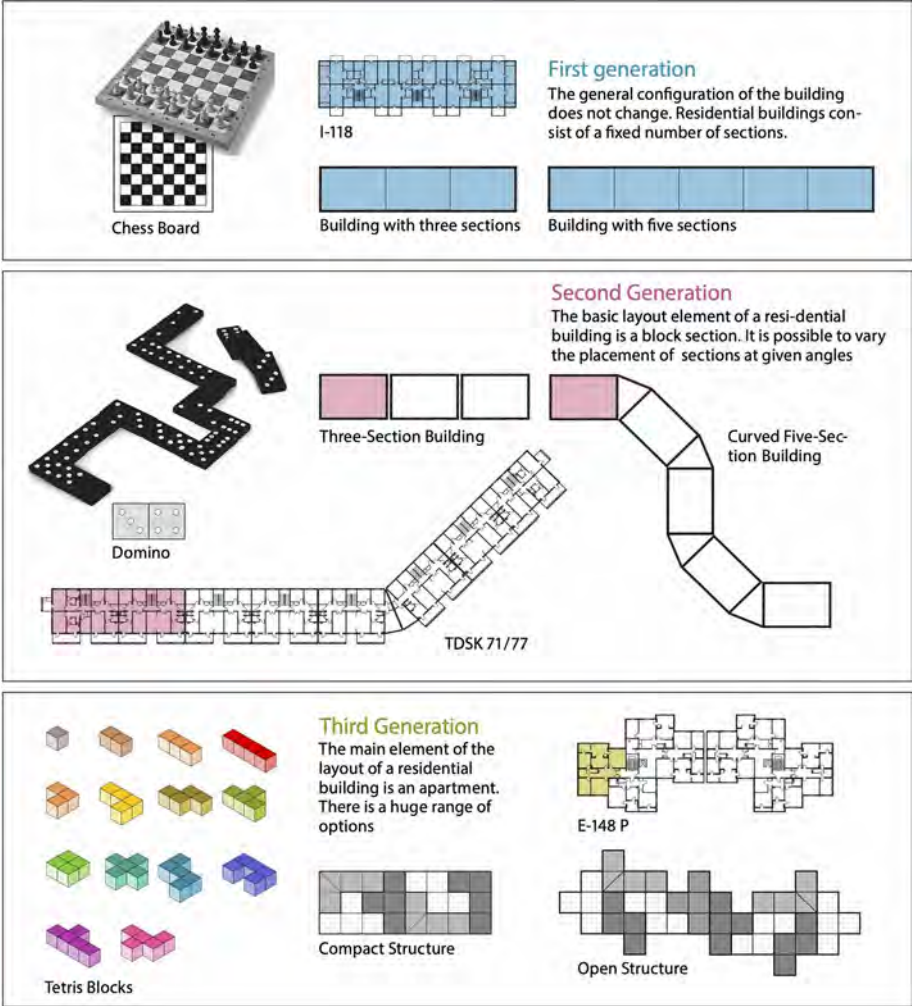 First generation
The general configuration of the building
does not change. Residential buildings con-
sist of a fixed number of sections.
I-118
Chess Board
Building with three sections
Building with five sections
Second Generation
The basic layout element of a resi-dential
building is a block section. It is possible to vary
the placement of sections at given angles
Three-Section Building
Curved Five-Sec-
tion Building
Domino
TDSK 71/77
Third Generation
The main element of the
layout of a residential
building is an apartment.
There is a huge range of
options
E-148 P
Compact Structure
Open Structure
Tetris Blocks